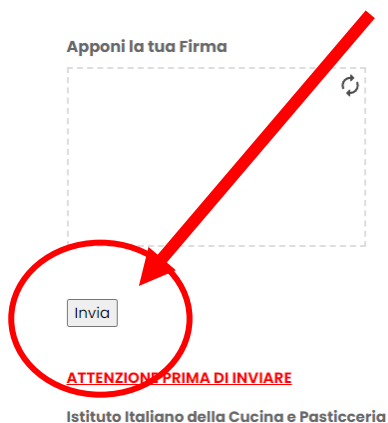 Apponi la tua Firma
Invia
ATTENZIONE PRIMA DI INVIARE
Istituto Italiano della Cucina e Pasticceria